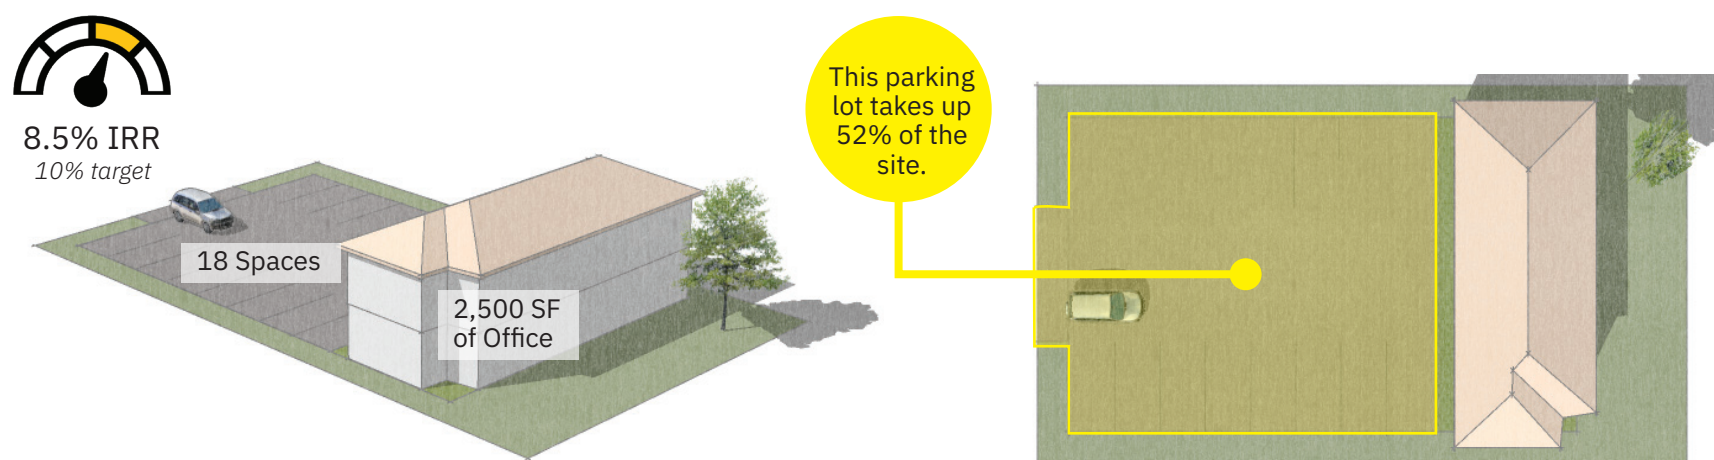 8.5% IRR
10% target
18 Spaces
2,500 SF
of Office
This parking
lot takes up
52% of the
site.